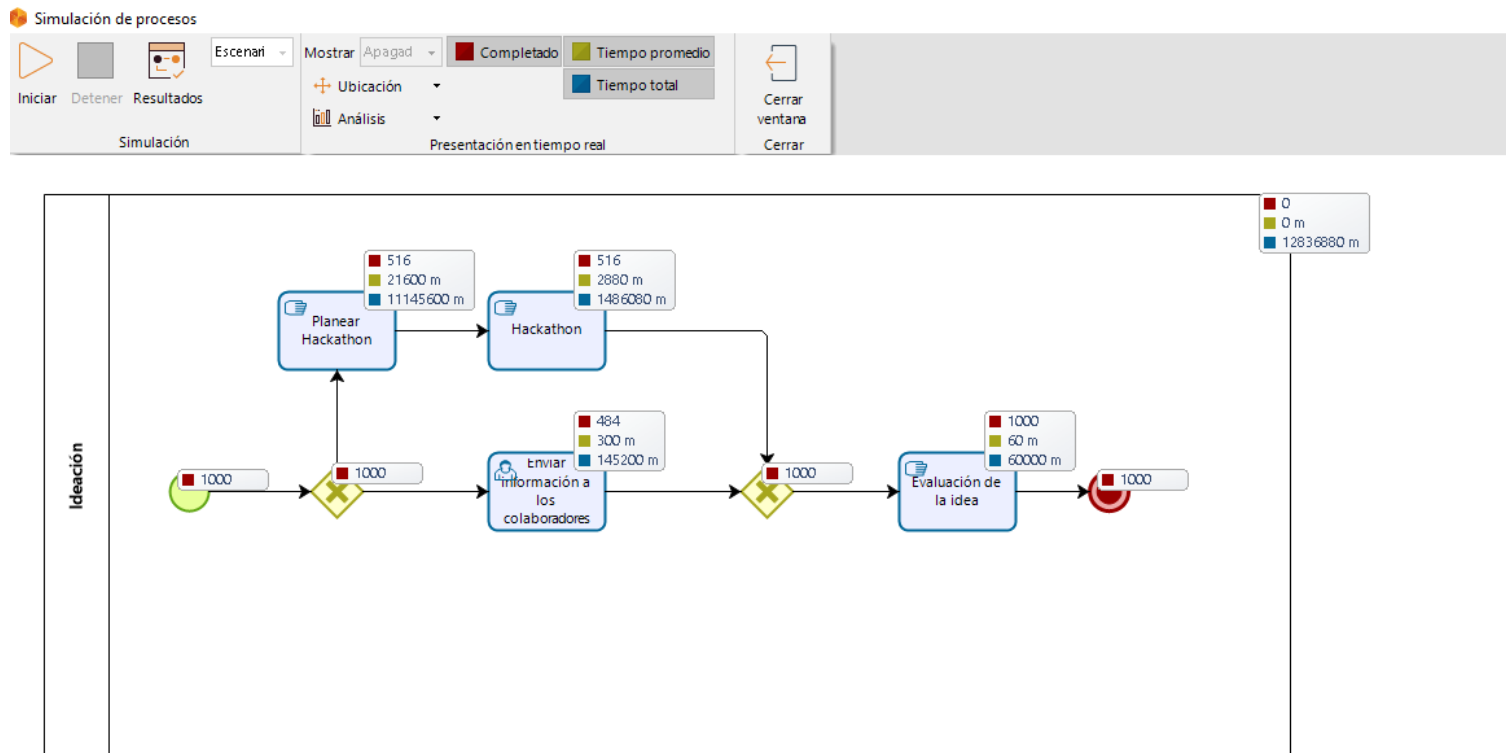 Simulación de procesos
Escenari
Mostrar Apagad
Completado
Tiempo promedio
Ubicación
Tiempo total
Iniciar
Detener
Resultados
Análisis
Cerrar
ventana
Simulación
Presentación en tiempo real
Cerrar
0
0 m
12836880 m
516
21600 m
11145600 m
516
2880 m
1486080 m
Planear
Hackathon
Hackathon
484
300 m
145200 m
1000
60 m
60000 m
Ideación
1000
1000
Enviar
información a
los
colaboradores
1000
Evaluación de
la idea
1000